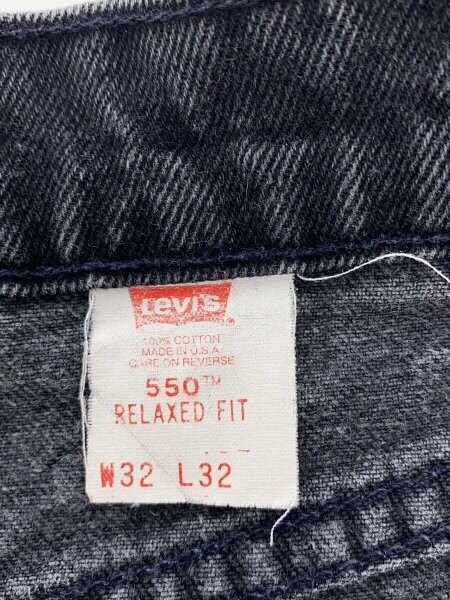 Levi's ®
100% COTTON
MADE IN U.S.A
CARE ON REVERSE
550™
RELAXED FIT
W32 L32